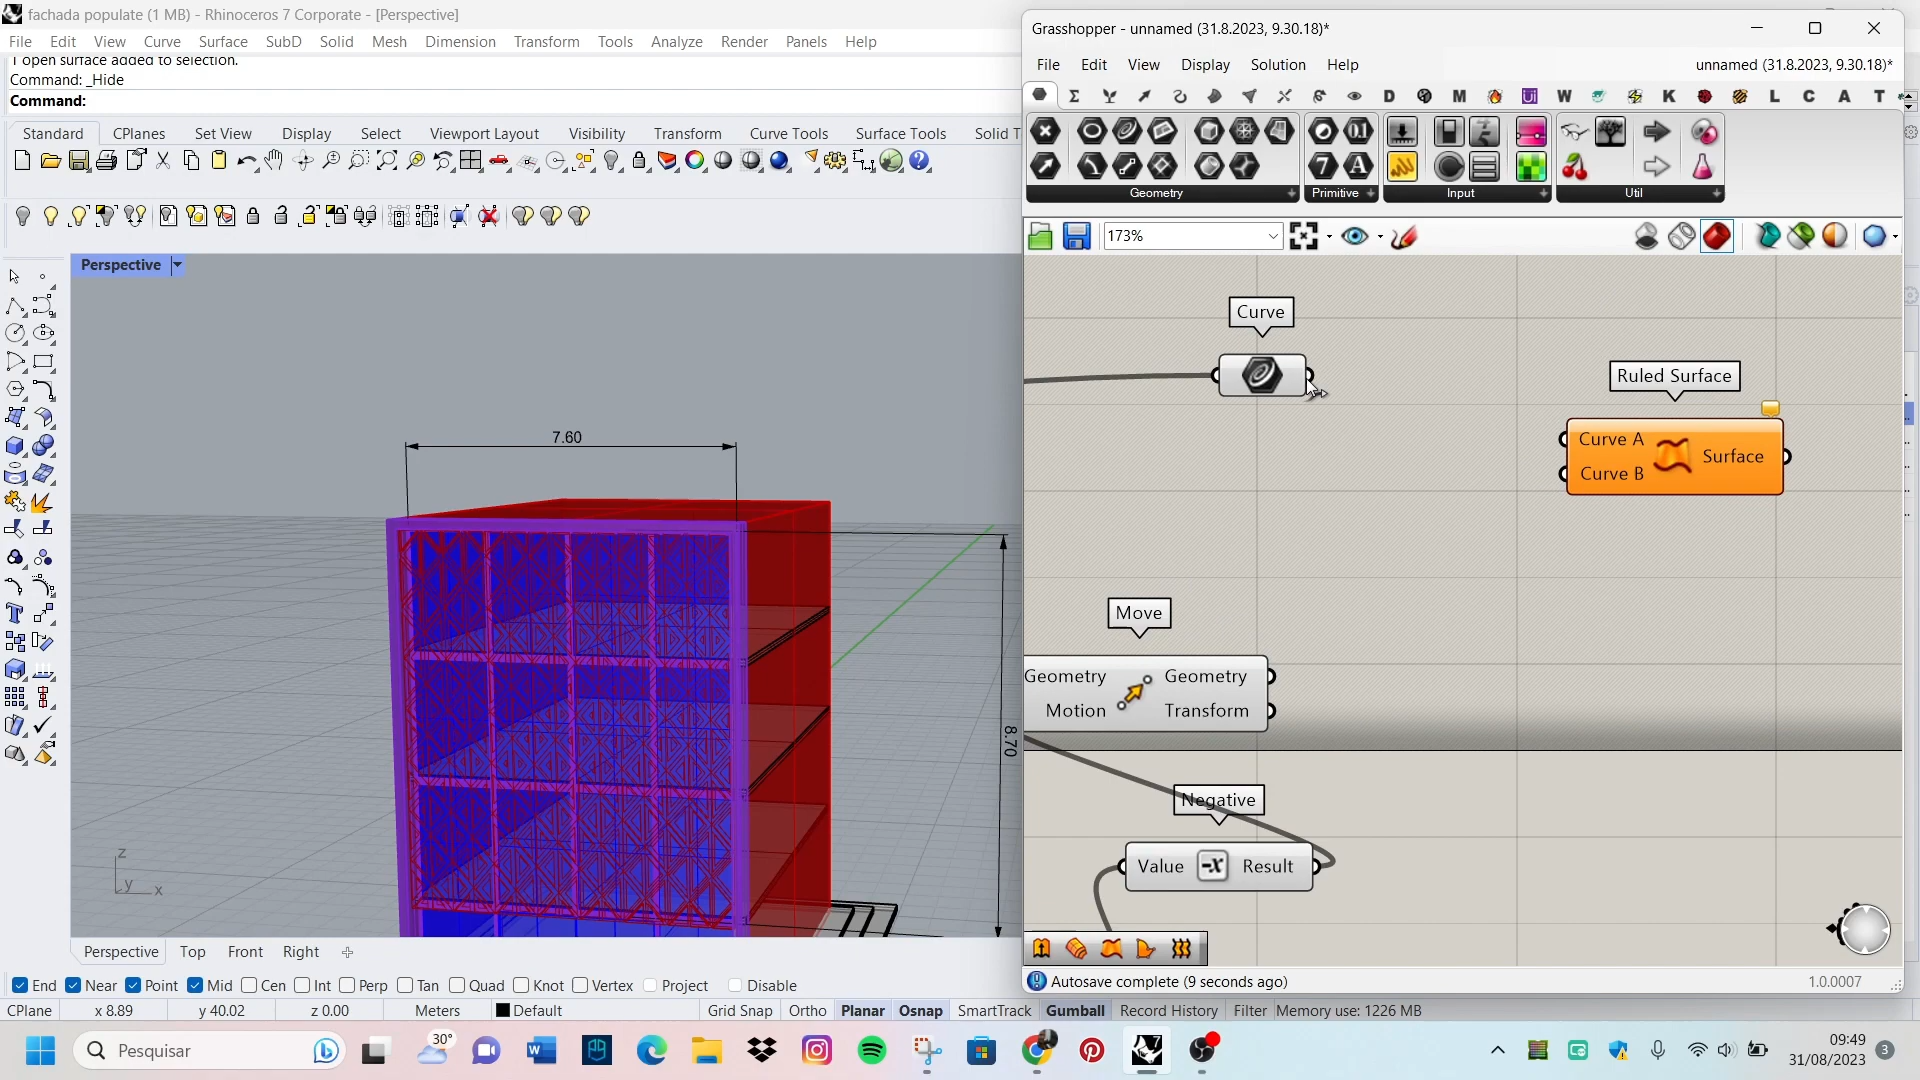 fachada populate (1 MB) - Rhinoceros 7 Corporate - [Perspective]
File Edit View Curve Surface SubD Solid Mesh Dimension Transform Tools Analyze Render Panels Help
1 open surface added to selection.
Command: _Hide
Command:
Standard CPlanes Set View Display Select Viewport Layout Visibility Transform Curve Tools Surface Tools Solid T
Perspective
7.60
8.70
z
y x
Perspective Top Front Right
End Near Point Mid Cen Int Perp Tan Quad Knot Vertex Project Disable
CPlane x 8.89 y 40.02 z 0.00 Meters Default Grid Snap Ortho Planar Osnap SmartTrack Gumball Record History Filter Memory use: 1226 MB
Grasshopper - unnamed (31.8.2023, 9.30.18)*
File Edit View Display Solution Help unnamed (31.8.2023, 9.30.18)*
D M W K L C A T
Geometry Primitive Input Util
173%
Curve
Ruled Surface
Curve A
Curve B
Surface
Move
Geometry Geometry
Motion Transform
Negative
Value -x Result
Autosave complete (9 seconds ago) 1.0.0007
Pesquisar
30°
09:49
31/08/2023
3